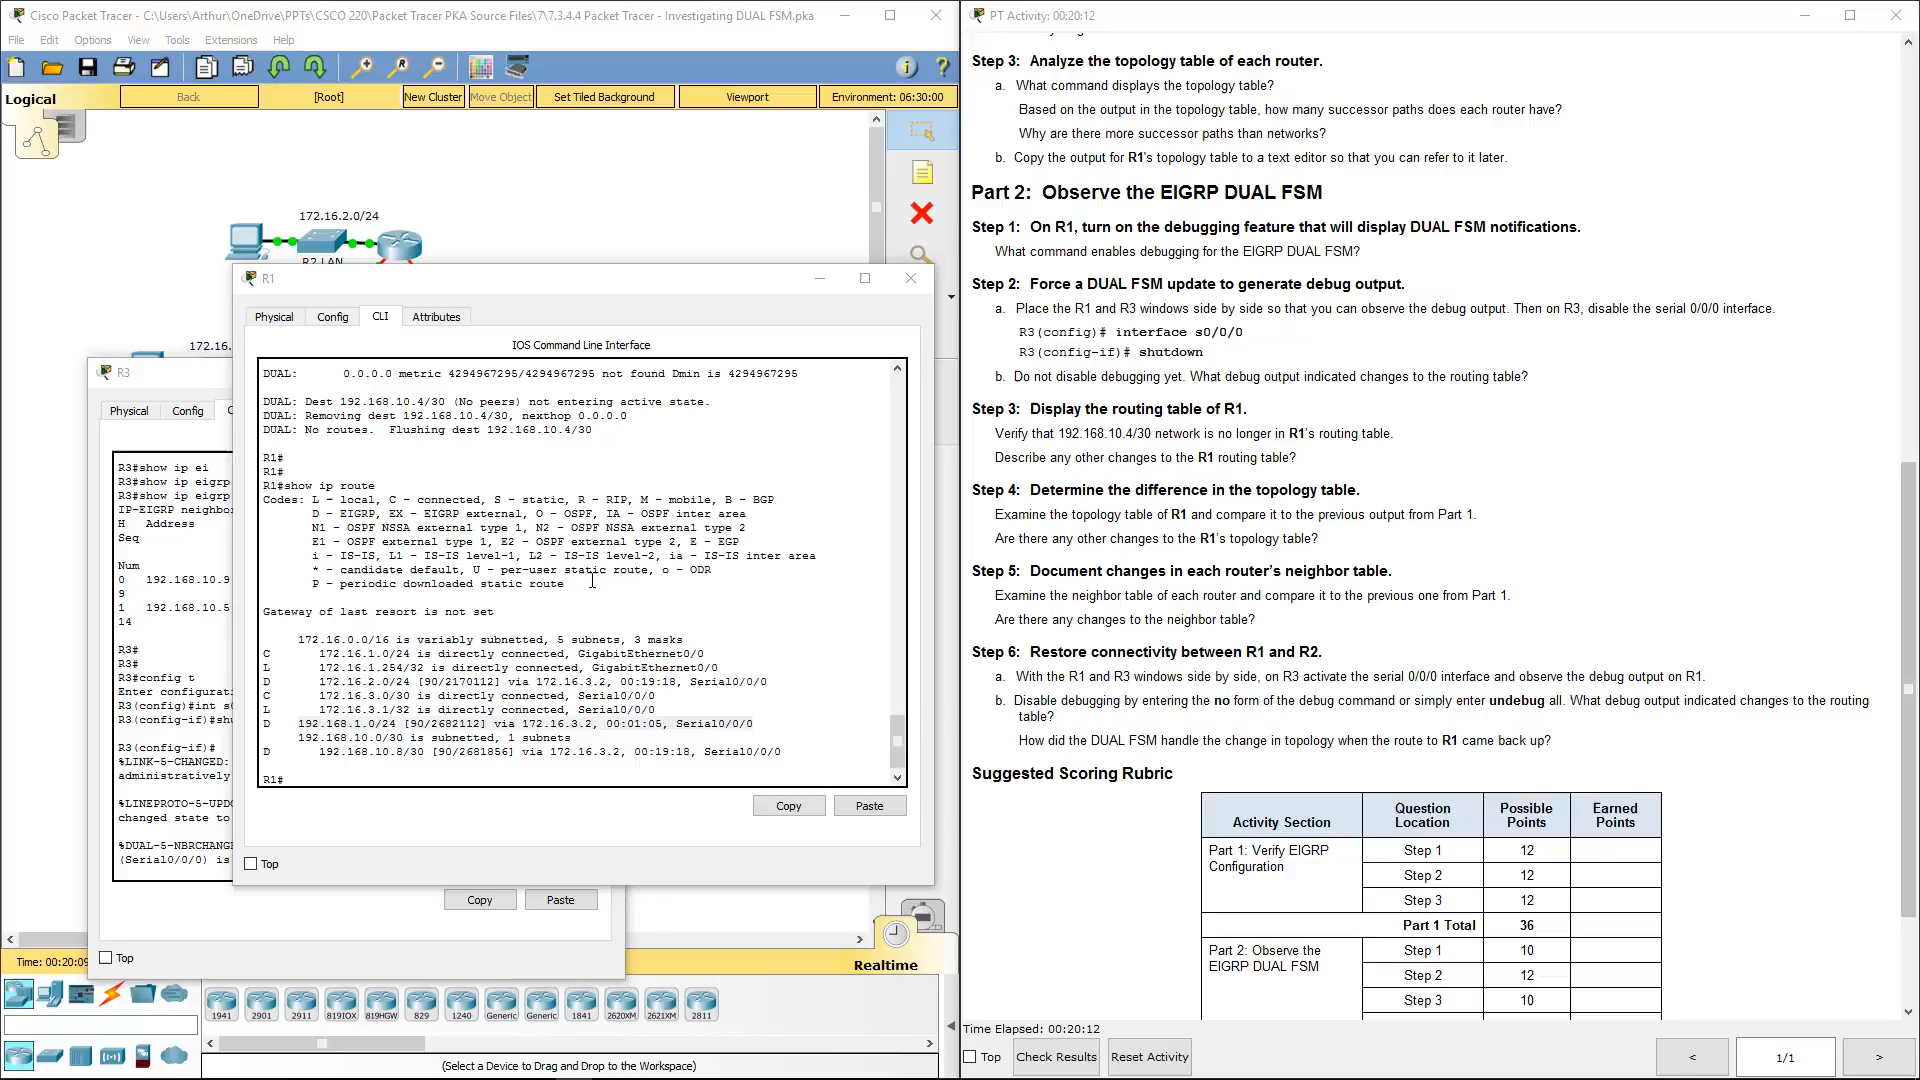 Cisco Packet Tracer - C:\Users\Arthur\OneDrive\PPTs\CSCO 220\Packet Tracer PKA Source Files\7\7.3.4.4 Packet Tracer - Investigating DUAL FSM.pka
File Edit Options View Tools Extensions Help
Logical Back [Root] New Cluster Move Object Set Tiled Background Viewport Environment: 06:30:00
172.16.2.0/24
R2 LAN
172.16.
R3
Physical Config C
R3#show ip ei
R3#show ip eigrp
R3#show ip eigrp
IP-EIGRP neighbor
H Address
Seq
Num
0 192.168.10.9
9
1 192.168.10.5
14
R3#
R3#
R3#config t
Enter configurati
R3(config)#int s0
R3(config-if)#shu
R3(config-if)#
%LINK-5-CHANGED:
administratively
%LINEPROTO-5-UPDO
changed state to
%DUAL-5-NBRCHANGE
(Serial0/0/0) is
Copy Paste
Top
R1
Physical Config CLI Attributes
IOS Command Line Interface
DUAL: 0.0.0.0 metric 4294967295/4294967295 not found Dmin is 4294967295
DUAL: Dest 192.168.10.4/30 (No peers) not entering active state.
DUAL: Removing dest 192.168.10.4/30, nexthop 0.0.0.0
DUAL: No routes. Flushing dest 192.168.10.4/30
R1#
R1#
R1#show ip route
Codes: L - local, C - connected, S - static, R - RIP, M - mobile, B - BGP
D - EIGRP, EX - EIGRP external, O - OSPF, IA - OSPF inter area
N1 - OSPF NSSA external type 1, N2 - OSPF NSSA external type 2
E1 - OSPF external type 1, E2 - OSPF external type 2, E - EGP
i - IS-IS, L1 - IS-IS level-1, L2 - IS-IS level-2, ia - IS-IS inter area
* - candidate default, U - per-user static route, o - ODR
P - periodic downloaded static route
Gateway of last resort is not set
172.16.0.0/16 is variably subnetted, 5 subnets, 3 masks
C 172.16.1.0/24 is directly connected, GigabitEthernet0/0
L 172.16.1.254/32 is directly connected, GigabitEthernet0/0
D 172.16.2.0/24 [90/2170112] via 172.16.3.2, 00:19:18, Serial0/0/0
C 172.16.3.0/30 is directly connected, Serial0/0/0
L 172.16.3.1/32 is directly connected, Serial0/0/0
D 192.168.1.0/24 [90/2682112] via 172.16.3.2, 00:01:05, Serial0/0/0
192.168.10.0/30 is subnetted, 1 subnets
D 192.168.10.8/30 [90/2681856] via 172.16.3.2, 00:19:18, Serial0/0/0
R1#
Copy Paste
Top
Time: 00:20:09
Realtime
1941 2901 2911 819IOX 819HGW 829 1240 Generic Generic 1841 2620XM 2621XM 2811
(Select a Device to Drag and Drop to the Workspace)
PT Activity: 00:20:12
Step 3: Analyze the topology table of each router.
a. What command displays the topology table?
Based on the output in the topology table, how many successor paths does each router have?
Why are there more successor paths than networks?
b. Copy the output for R1's topology table to a text editor so that you can refer to it later.
Part 2: Observe the EIGRP DUAL FSM
Step 1: On R1, turn on the debugging feature that will display DUAL FSM notifications.
What command enables debugging for the EIGRP DUAL FSM?
Step 2: Force a DUAL FSM update to generate debug output.
a. Place the R1 and R3 windows side by side so that you can observe the debug output. Then on R3, disable the serial 0/0/0 interface.
R3(config)# interface s0/0/0
R3(config-if)# shutdown
b. Do not disable debugging yet. What debug output indicated changes to the routing table?
Step 3: Display the routing table of R1.
Verify that 192.168.10.4/30 network is no longer in R1's routing table.
Describe any other changes to the R1 routing table?
Step 4: Determine the difference in the topology table.
Examine the topology table of R1 and compare it to the previous output from Part 1.
Are there any other changes to the R1's topology table?
Step 5: Document changes in each router's neighbor table.
Examine the neighbor table of each router and compare it to the previous one from Part 1.
Are there any changes to the neighbor table?
Step 6: Restore connectivity between R1 and R2.
a. With the R1 and R3 windows side by side, on R3 activate the serial 0/0/0 interface and observe the debug output on R1.
b. Disable debugging by entering the no form of the debug command or simply enter undebug all. What debug output indicated changes to the routing
table?
How did the DUAL FSM handle the change in topology when the route to R1 came back up?
Suggested Scoring Rubric
Activity Section Question Location Possible Points Earned Points
Part 1: Verify EIGRP Configuration Step 1 12
Step 2 12
Step 3 12
Part 1 Total 36
Part 2: Observe the EIGRP DUAL FSM Step 1 10
Step 2 12
Step 3 10
Time Elapsed: 00:20:12
Top Check Results Reset Activity < 1/1 >